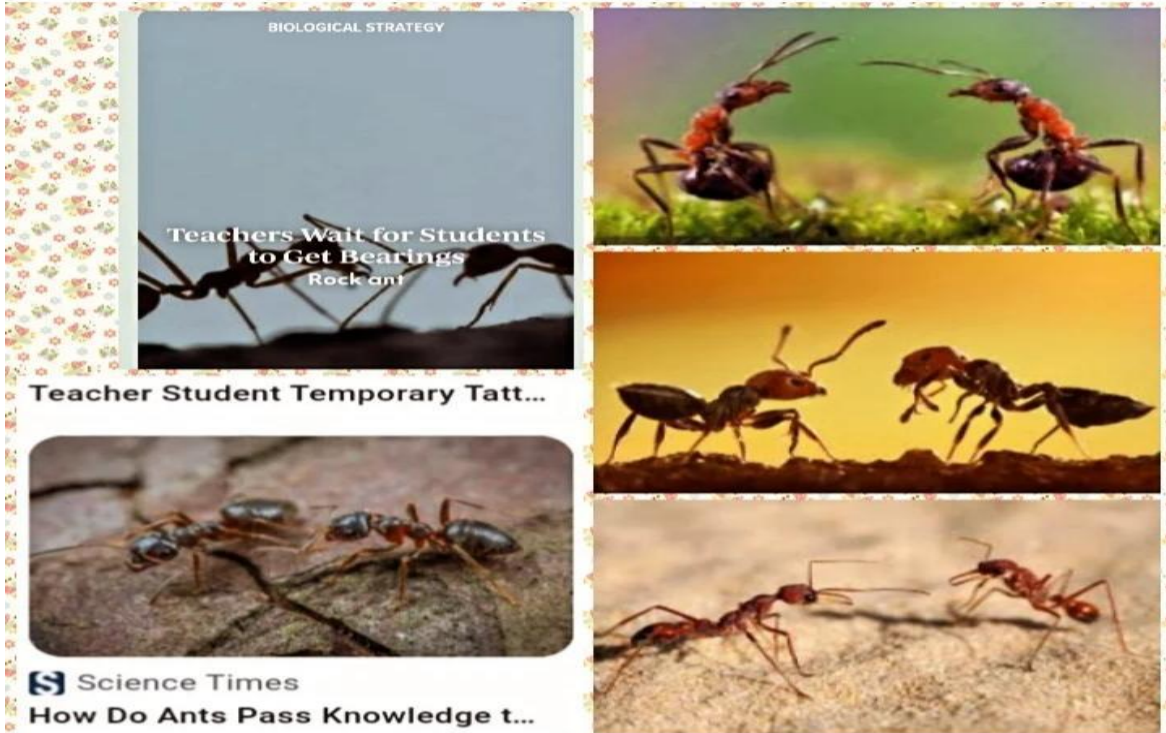 BIOLOGICAL STRATEGY
Teachers Wait for Students
to Get Bearings
Rock ant
Teacher Student Temporary Tatt...
Science Times
How Do Ants Pass Knowledge t...